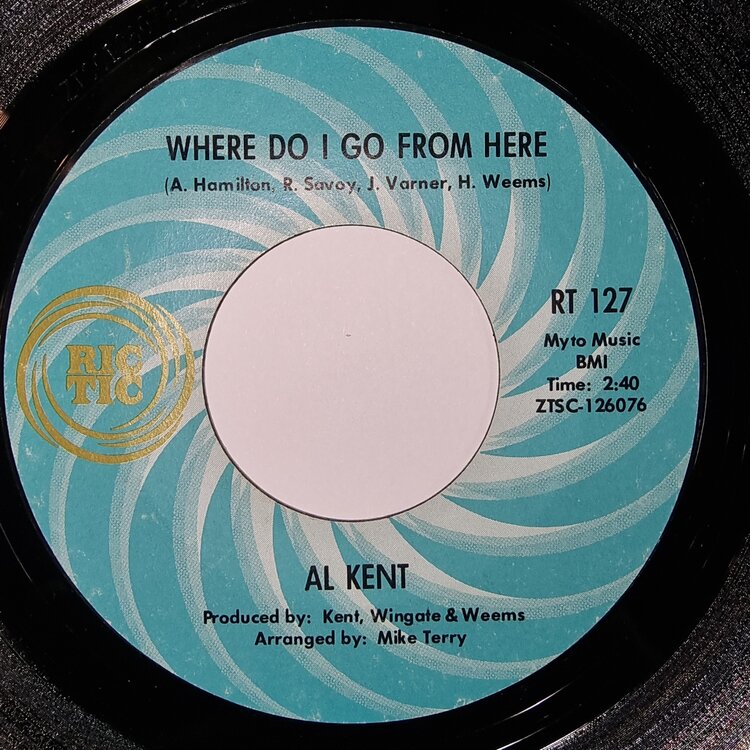 WHERE DO I GO FROM HERE
(A. Hamilton, R. Savoy, J. Varner, H. Weems)
RIC
TIC
RT 127
Myto Music
BMI
Time: 2:40
ZTSC-126076
AL KENT
Produced by: Kent, Wingate & Weems
Arranged by: Mike Terry